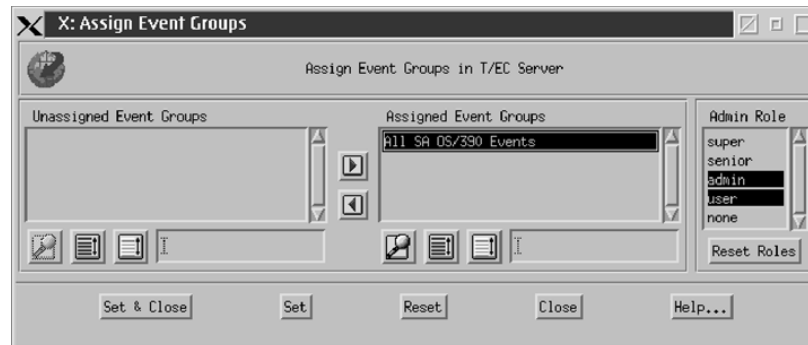 X: Assign Event Groups
Assign Event Groups in T/EC Server
Unassigned Event Groups
Assigned Event Groups
All SA OS/390 Events
Admin Role
super
senior
admin
user
none
Reset Roles
Set & Close
Set
Reset
Close
Help...